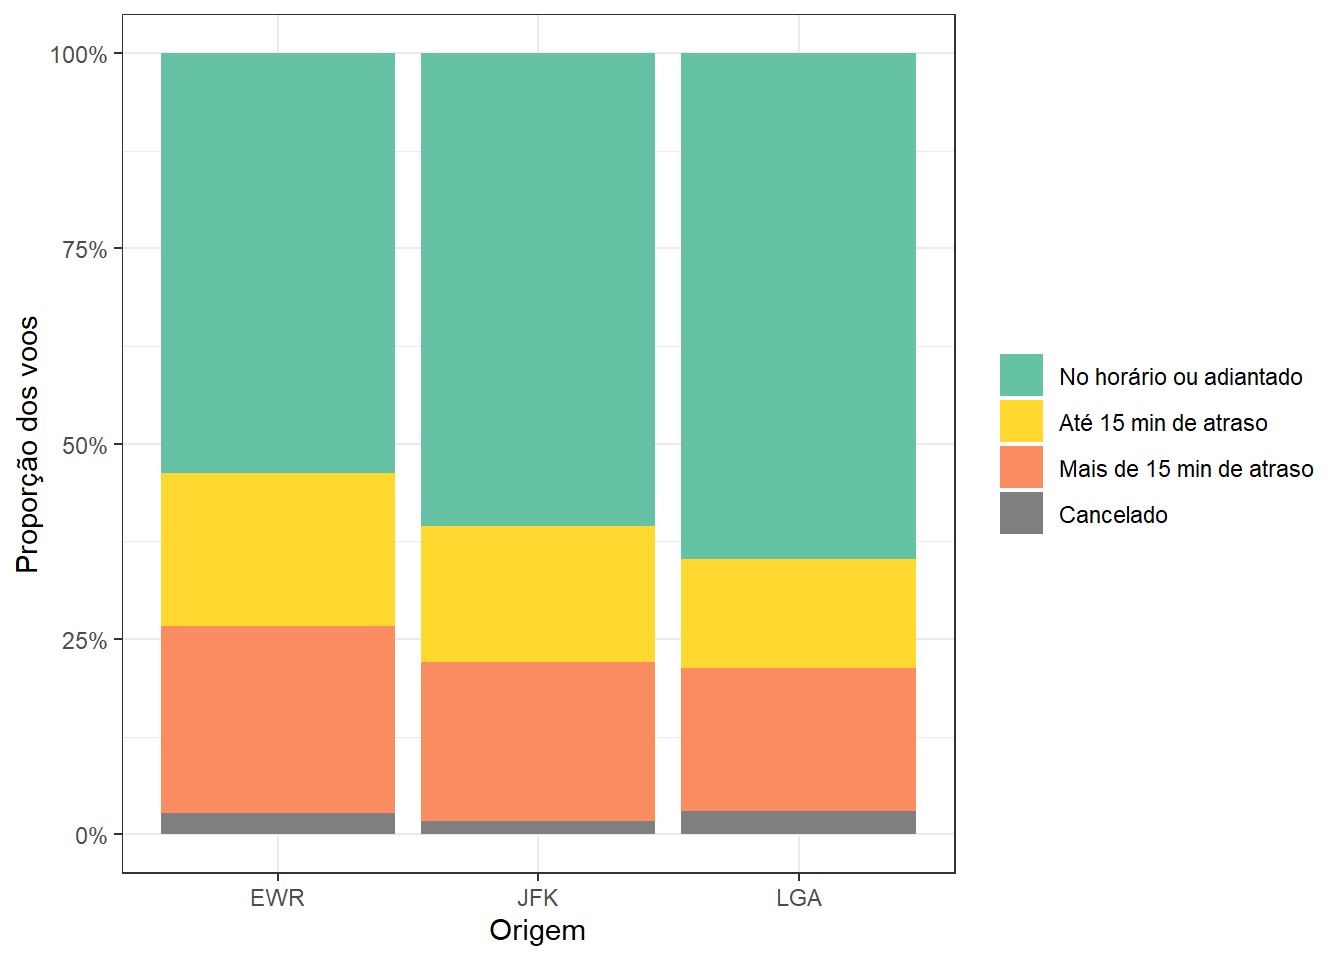 100%
75%
50%
25%
0%
Proporção dos voos
EWR
JFK
LGA
Origem
No horário ou adiantado
Até 15 min de atraso
Mais de 15 min de atraso
Cancelado